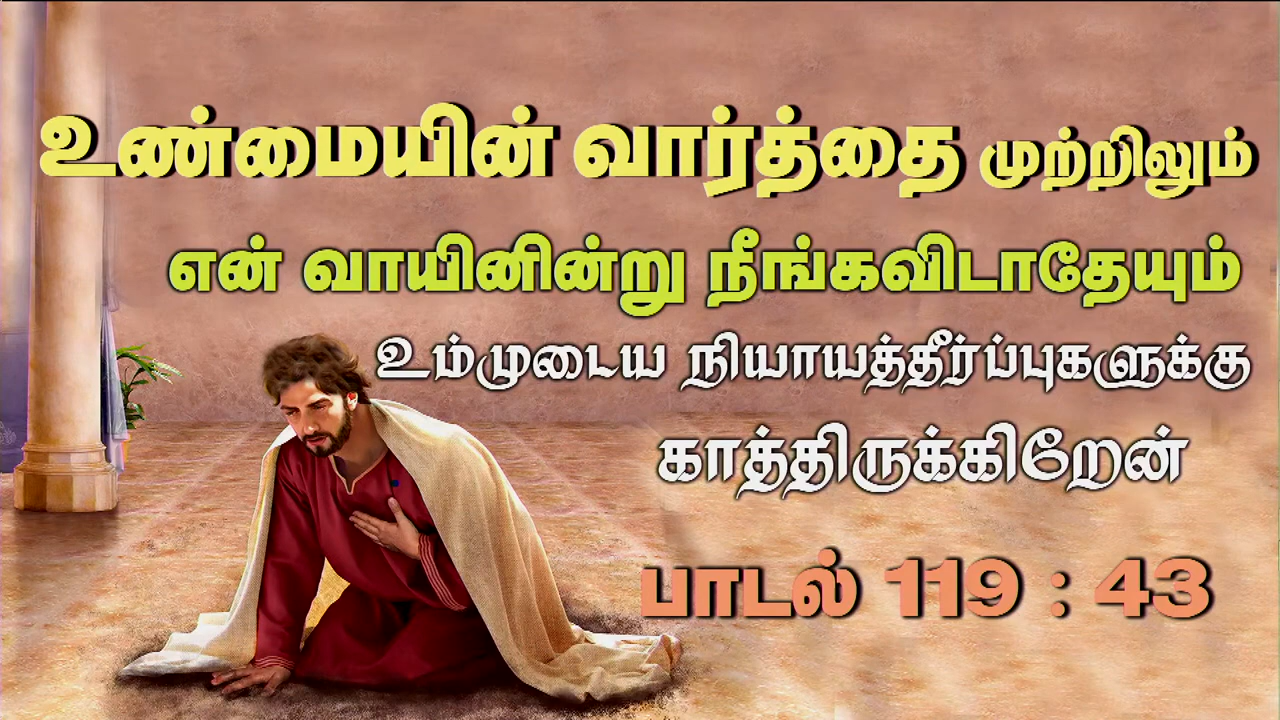 உண்மையின் வார்த்தை முற்றிலும்
என் வாயினின்று நீங்கவிடாதேயும்
உம்முடைய நியாயத்தீர்ப்புகளுக்கு
காத்திருக்கிறேன்
பாடல் 119 : 43